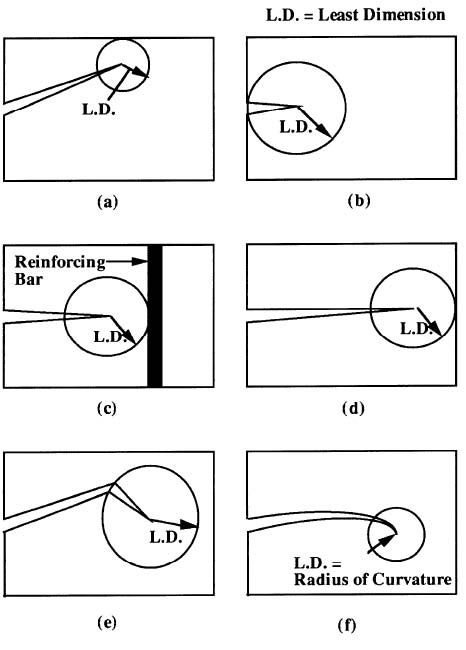 L.D. = Least Dimension
L.D.
L.D.
(a)
(b)
Reinforcing
Bar
L.D.
L.D.
(c)
(d)
L.D.
L.D. =
Radius of Curvature
(e)
(f)